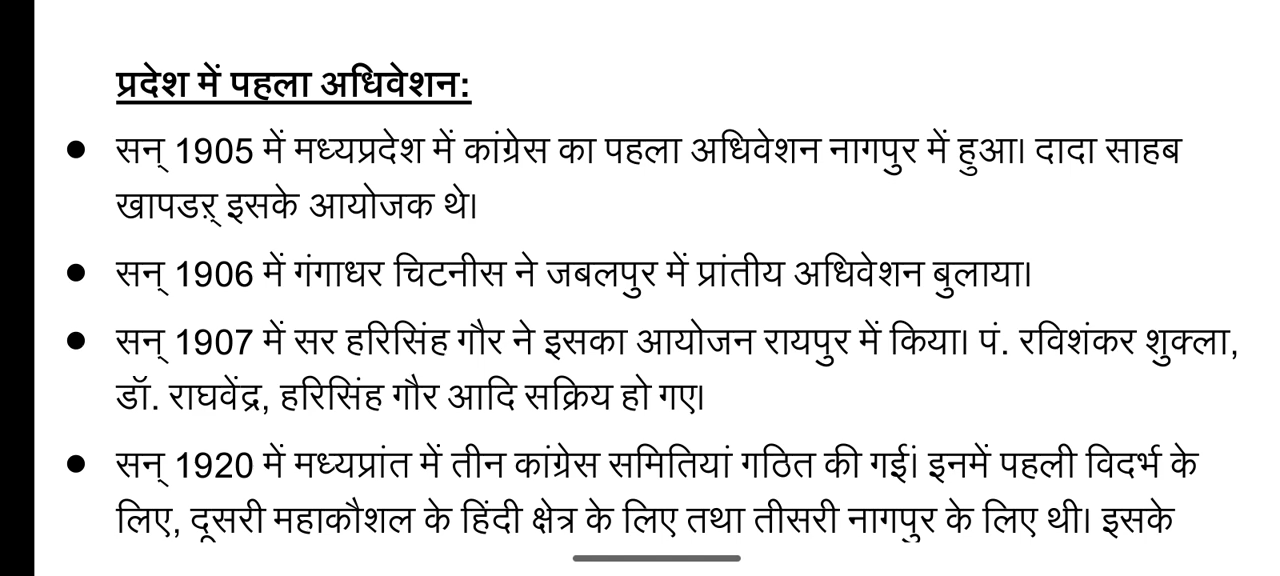 प्रदेश में पहला अधिवेशन:
● सन् 1905 में मध्यप्रदेश में कांग्रेस का पहला अधिवेशन नागपुर में हुआ। दादा साहब
खापडर् इसके आयोजक थे।
● सन् 1906 में गंगाधर चिटनीस ने जबलपुर में प्रांतीय अधिवेशन बुलाया।
● सन् 1907 में सर हरिसिंह गौर ने इसका आयोजन रायपुर में किया। पं. रविशंकर शुक्ला,
डॉ. राघवेंद्र, हरिसिंह गौर आदि सक्रिय हो गए।
● सन् 1920 में मध्यप्रांत में तीन कांग्रेस समितियां गठित की गईं। इनमें पहली विदर्भ के
लिए, दूसरी महाकौशल के हिंदी क्षेत्र के लिए तथा तीसरी नागपुर के लिए थी। इसके